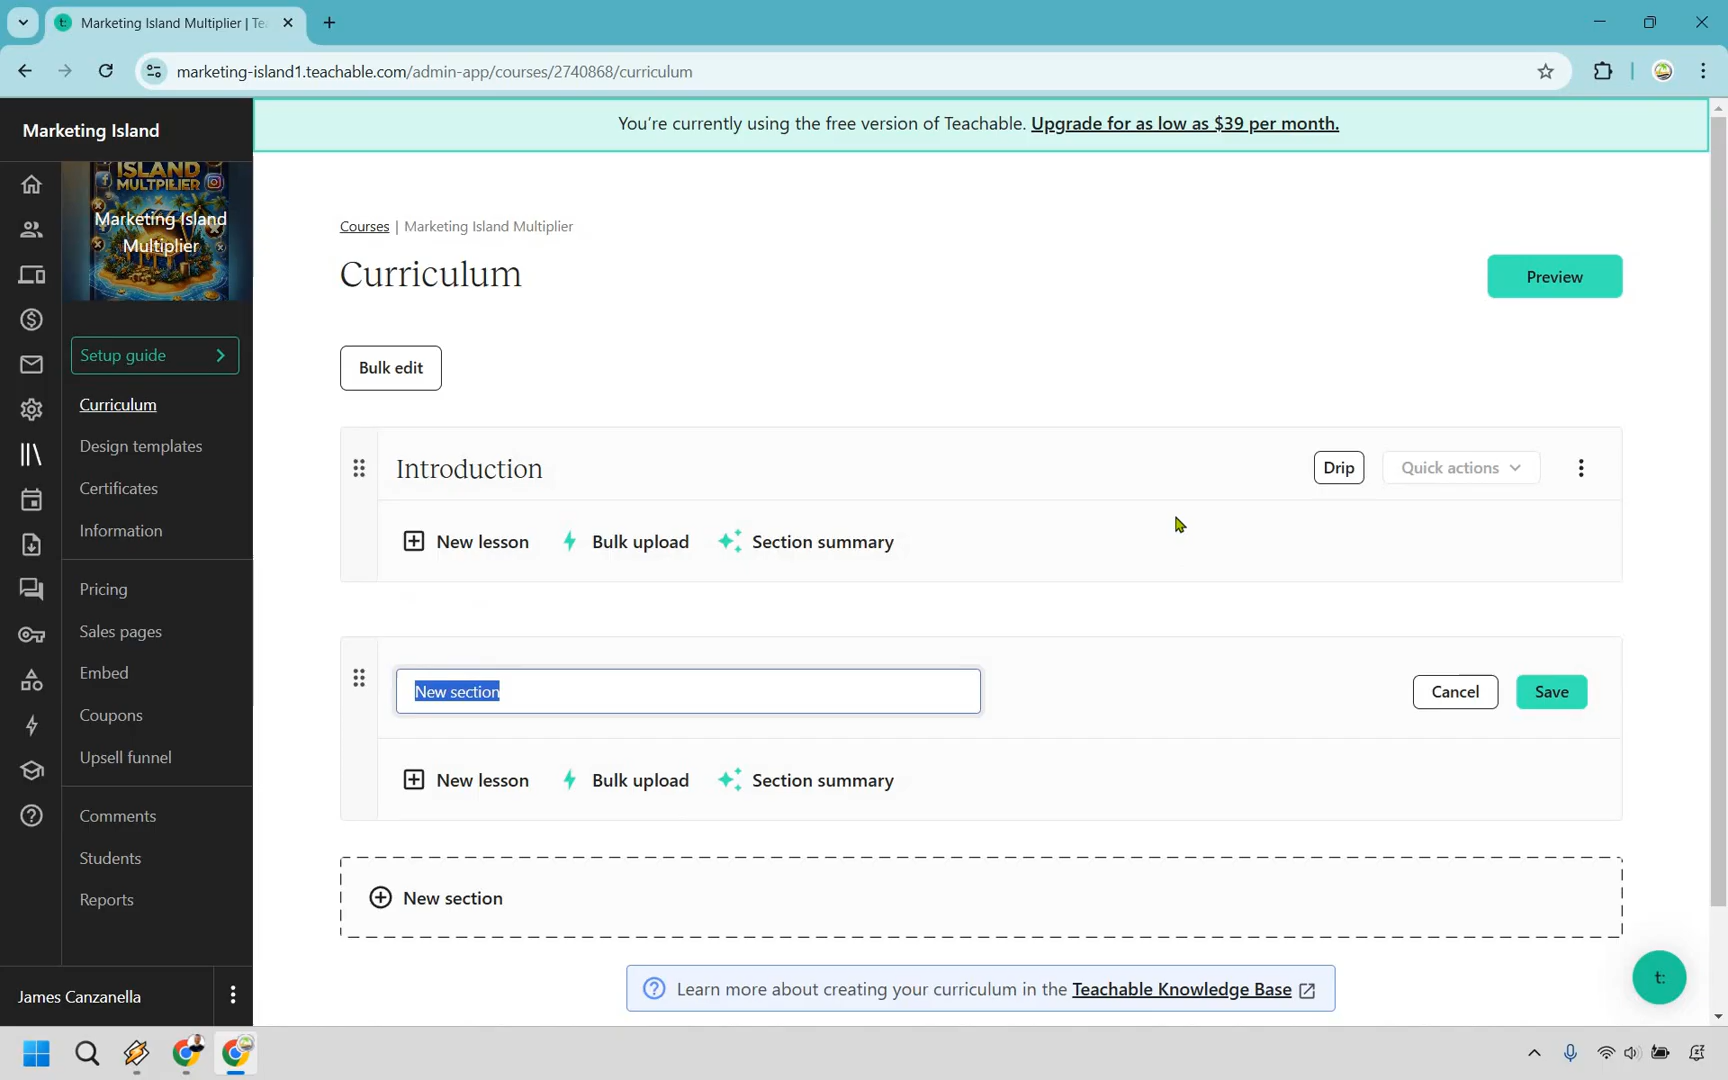 Marketing Island Multiplier | Te
marketing-island1.teachable.com/admin-app/courses/2740868/curriculum
Marketing Island
You're currently using the free version of Teachable. Upgrade for as low as $39 per month.
ISLAND
MULTPILIER
Marketing Island
Multiplier
Setup guide
Curriculum
Design templates
Certificates
Information
Pricing
Sales pages
Embed
Coupons
Upsell funnel
Comments
Students
Reports
James Canzanella
Courses | Marketing Island Multiplier
Curriculum
Preview
Bulk edit
Introduction
Drip
Quick actions
New lesson
Bulk upload
Section summary
New section
Cancel
Save
New lesson
Bulk upload
Section summary
New section
Learn more about creating your curriculum in the Teachable Knowledge Base
t: